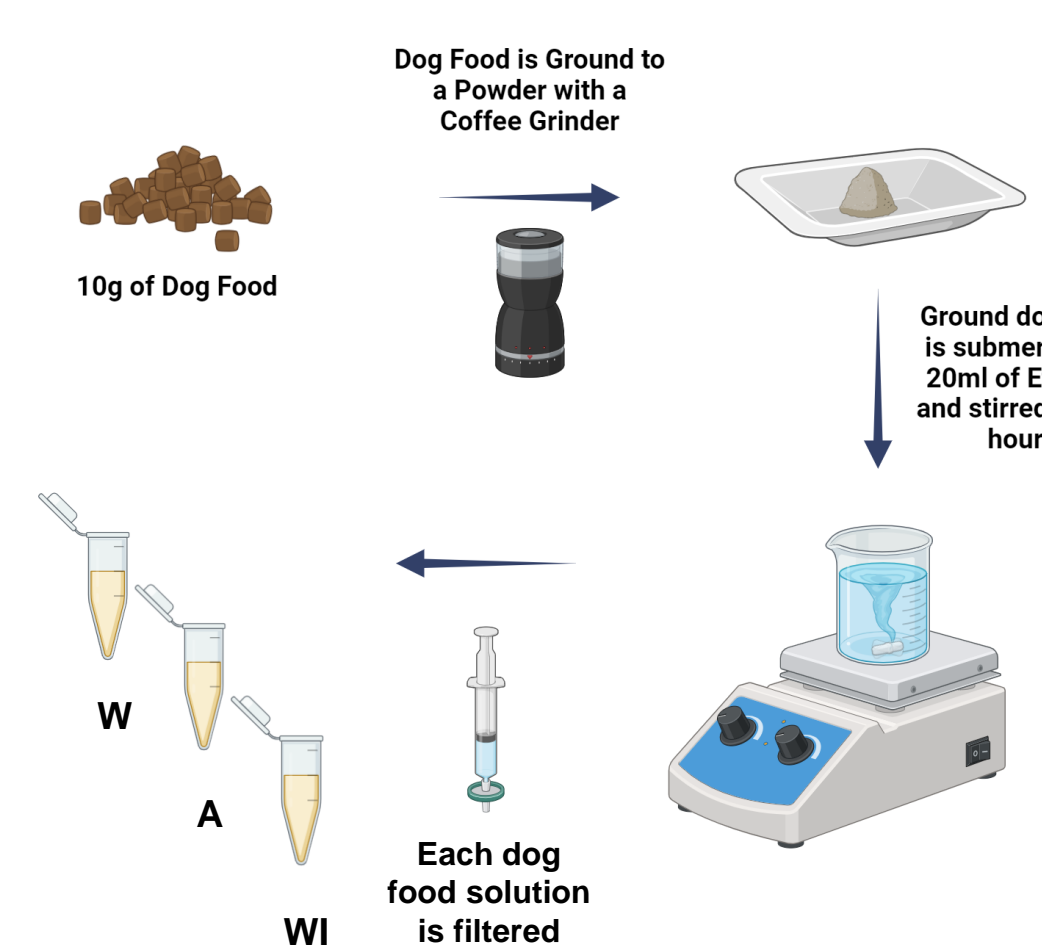 Dog Food is Ground to
a Powder with a
Coffee Grinder
10g of Dog Food
Ground do
is submer
20ml of E
and stirred
hour
W
A
WI
Each dog
food solution
is filtered